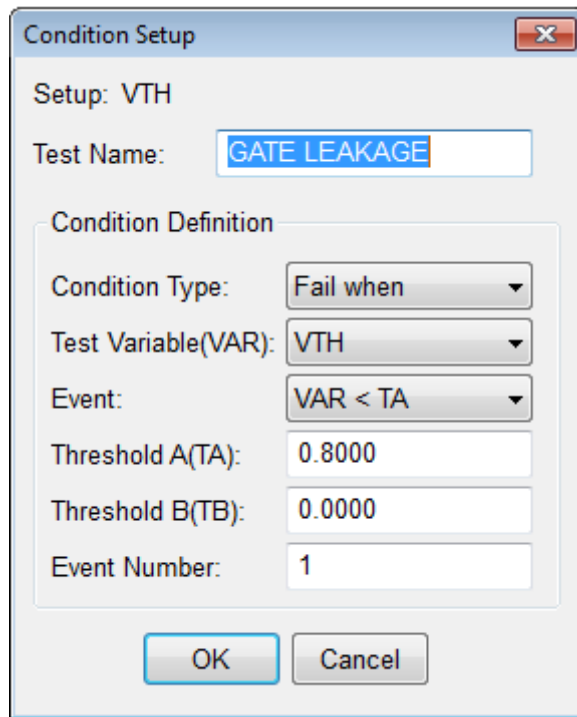 Condition Setup
Setup: VTH
Test Name: GATE LEAKAGE
Condition Definition
Condition Type: Fail when
Test Variable(VAR): VTH
Event: VAR < TA
Threshold A(TA): 0.8000
Threshold B(TB): 0.0000
Event Number: 1
OK Cancel